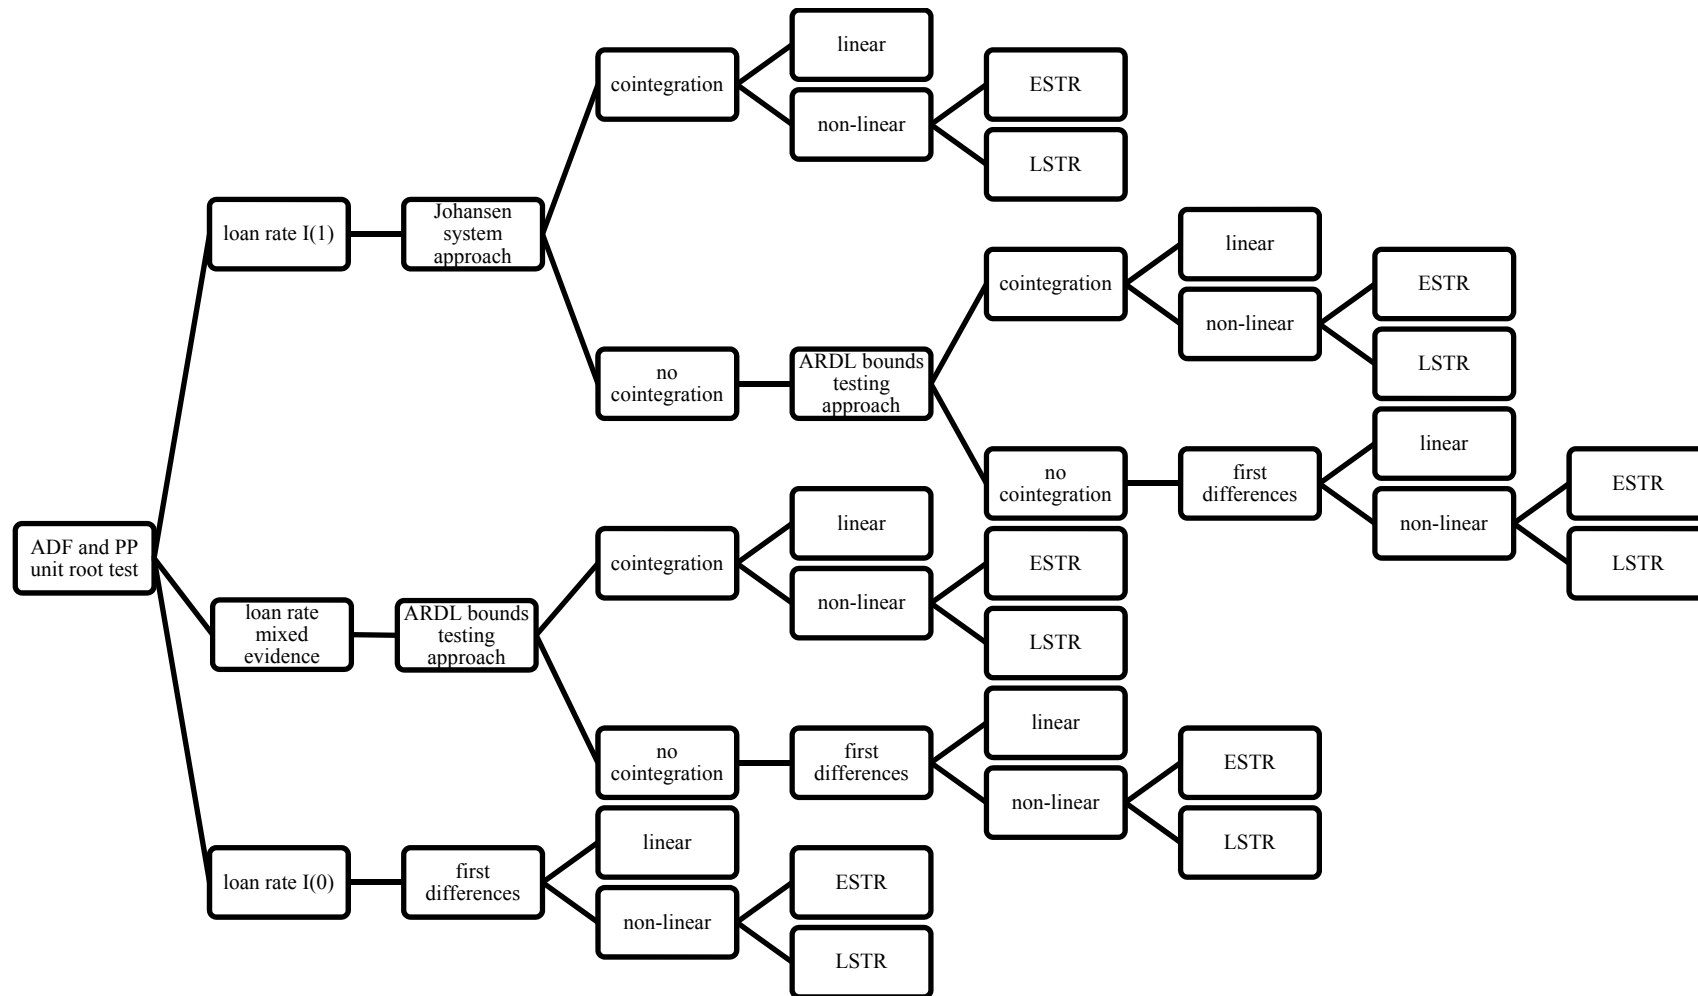 linear
cointegration
ESTR
non-linear
LSTR
loan rate I(1)
Johansen
system
approach
linear
cointegration
ESTR
non-linear
no
cointegration
ARDL bounds
testing
approach
LSTR
linear
no
cointegration
first
differences
ESTR
non-linear
LSTR
ADF and PP
unit root test
linear
cointegration
ESTR
non-linear
loan rate
mixed
evidence
ARDL bounds
testing
approach
LSTR
linear
no
cointegration
first
differences
ESTR
non-linear
LSTR
linear
loan rate I(0)
first
differences
ESTR
non-linear
LSTR